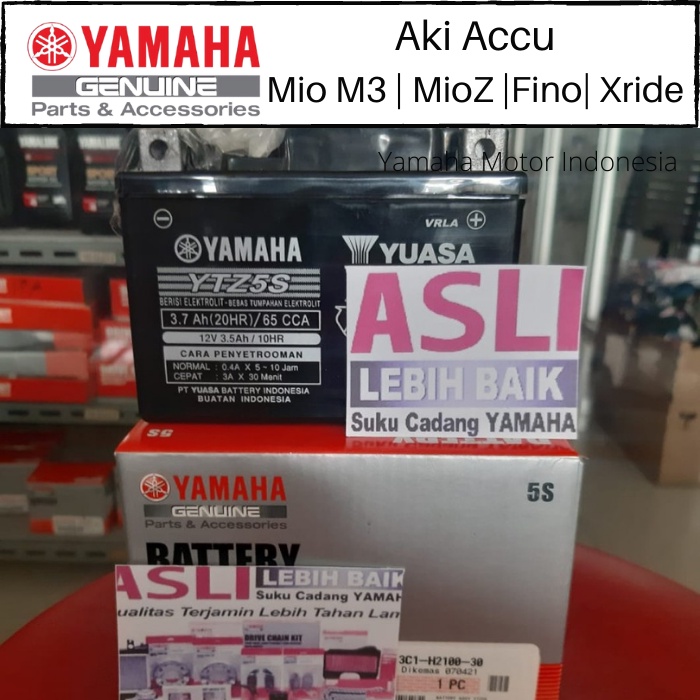 YAMAHA
GENUINE
Parts & Accessories
Aki Accu
Mio M3 | MioZ |Fino| Xride
Yamaha Motor Indonesia
VRLA
YAMAHA
YUASA
YTZ5S
BERISI ELEKTROLIT - BEBAS TUMPAHAN ELEKTROLIT
3.7 Ah(20HR)/65 CCA
12V 3.5Ah / 10HR
CARA PENYETROOMAN
NORMAL : 0.4A X 5 ~ 10 Jam
CEPAT : 3A X 30 Menit
PT YUASA BATTERY INDONESIA
BUATAN INDONESIA
ASLI
LEBIH BAIK
Suku Cadang YAMAHA
5S
YAMAHA
GENUINE
Parts & Accessories
5S
BATTERY
ASLI
LEBIH BAIK
Suku Cadang YAMAH
ualitas Terjamin Lebih Tahan Lam
DRIVE CHAIN KIT
3C1-H2100-30
Dikemas 070421
1 PC